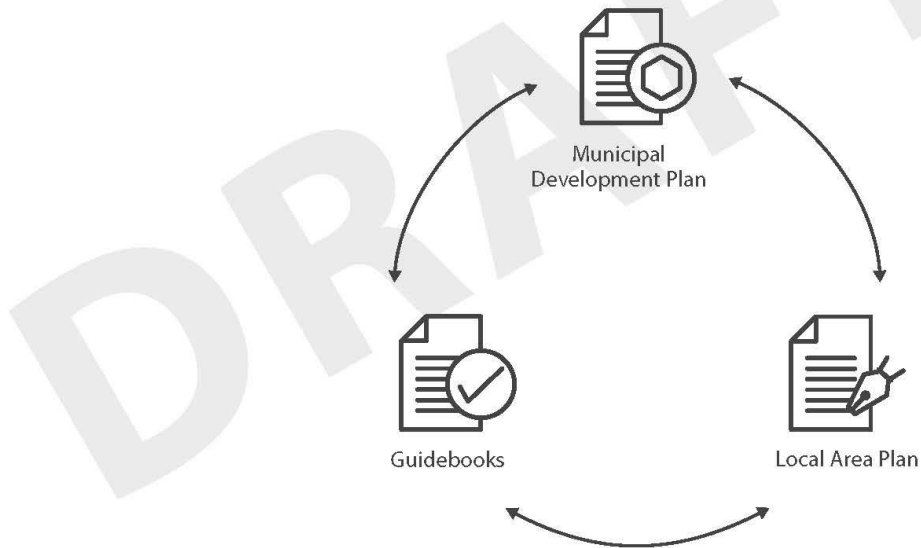 DRAFT
Municipal
Development Plan
Guidebooks
Local Area Plan